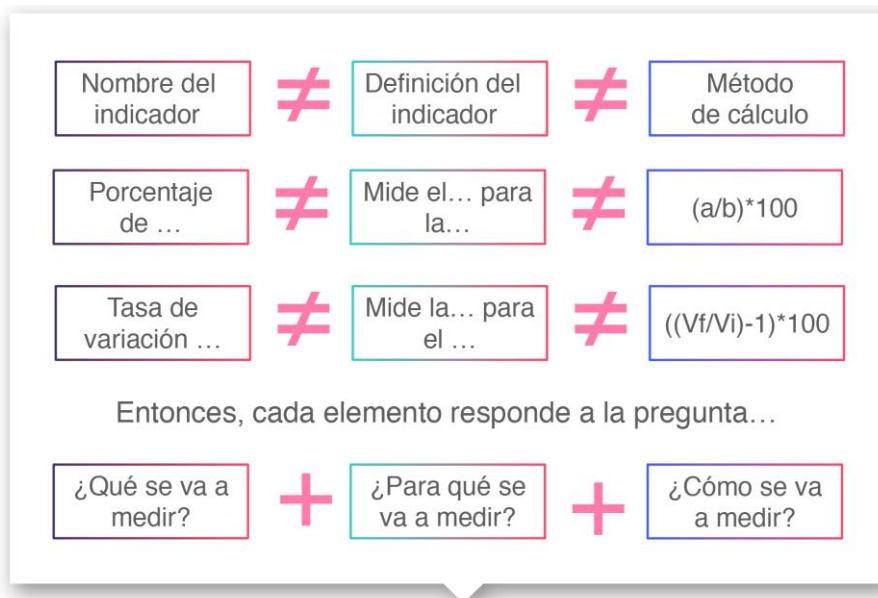 Nombre del
indicador
≠
Definición del
indicador
≠
Método
de cálculo
Porcentaje
de ...
≠
Mide el... para
la...
≠
(a/b)*100
Tasa de
variación ...
≠
Mide la... para
el ...
≠
((Vf/Vi)-1)*100
Entonces, cada elemento responde a la pregunta...
¿Qué se va a
medir?
+
¿Para qué se
va a medir?
+
¿Cómo se va
a medir?